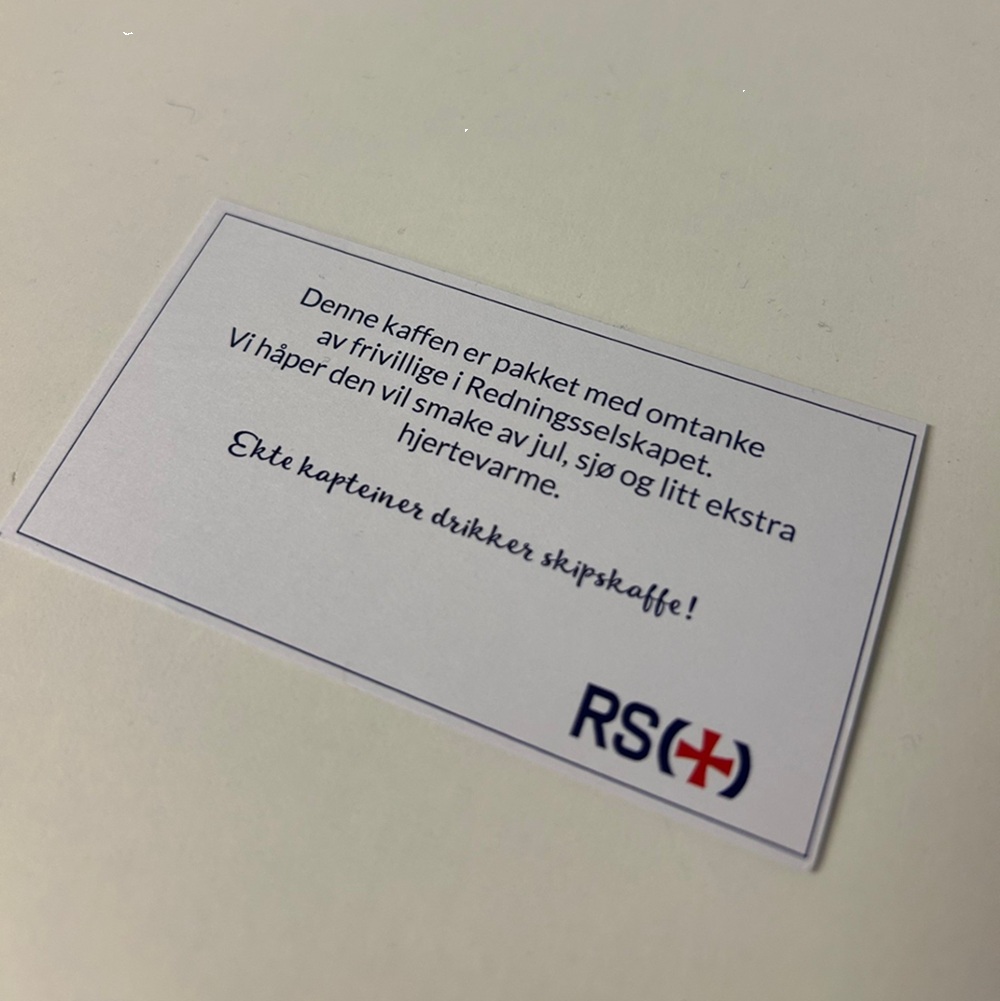 Denne kaffen er pakket med omtanke
av frivillige i Redningsselskapet.
Vi håper den vil smake av jul, sjø og litt ekstra
hjertevarme.
Ekte kapteiner drikker skipskaffe!
RS(+)